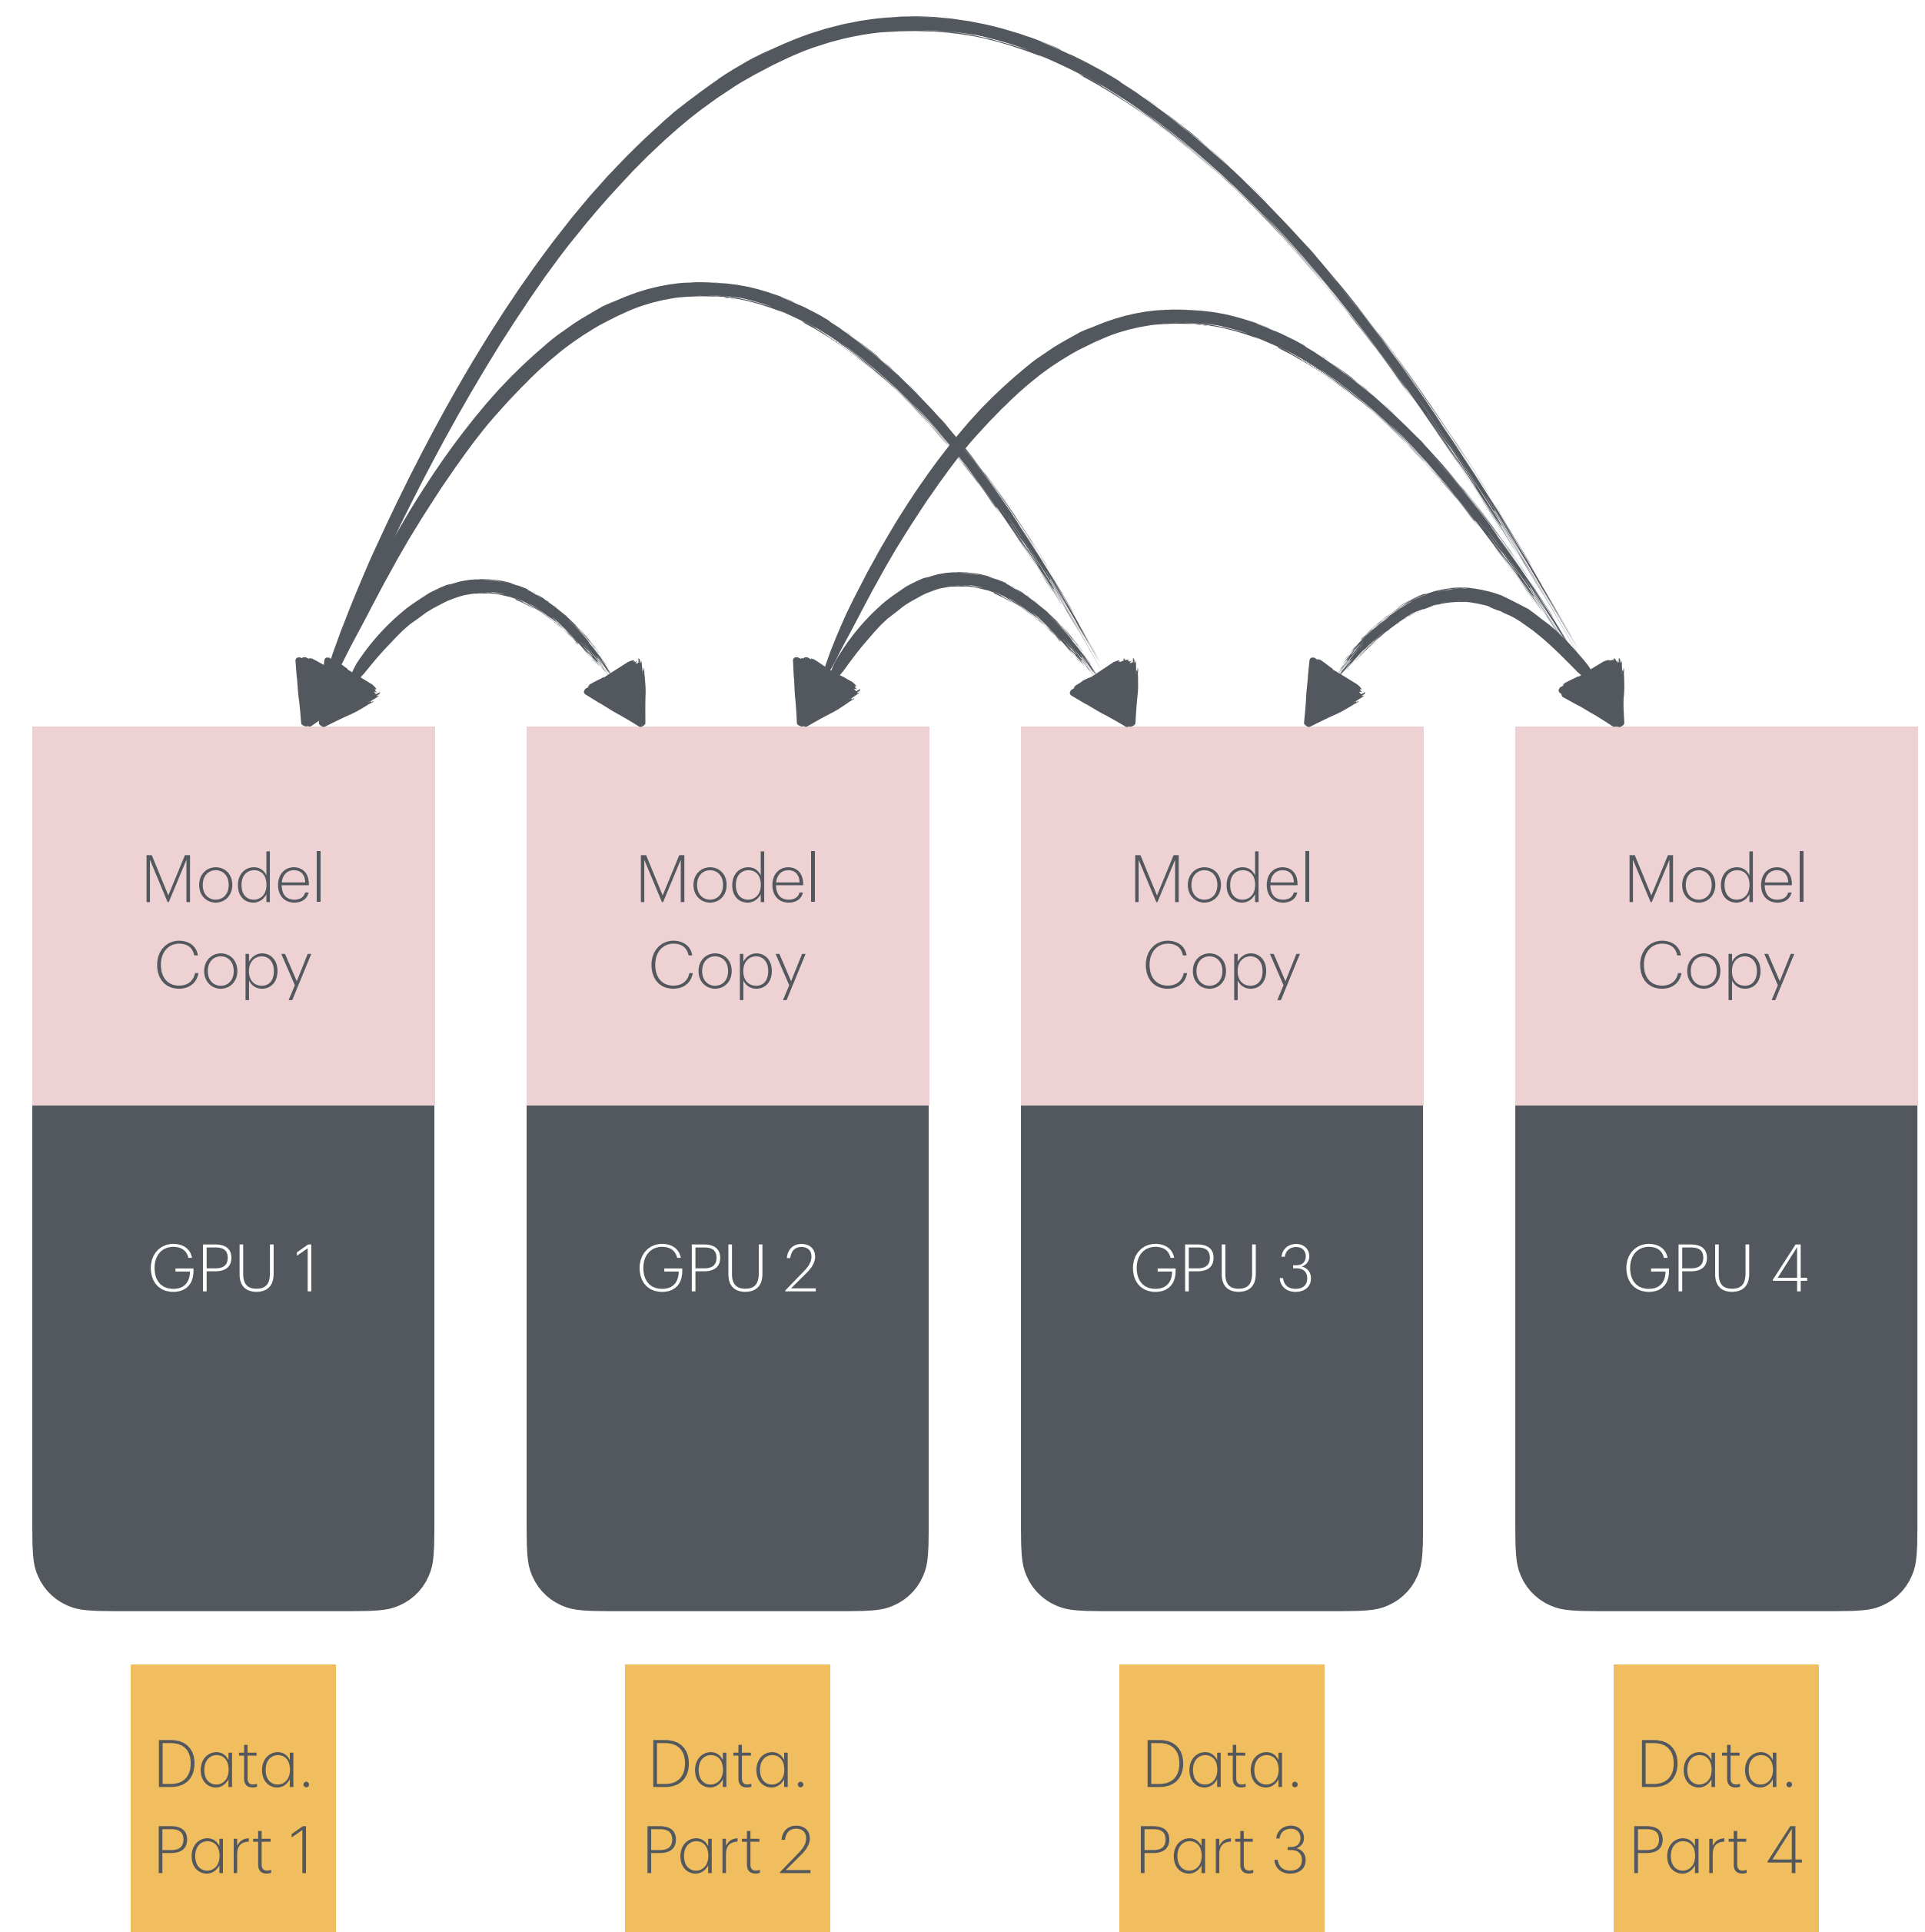 Model
Copy
Model
Copy
Model
Copy
Model
Copy
GPU 1
GPU 2
GPU 3
GPU 4
Data.
Part 1
Data.
Part 2
Data.
Part 3
Data.
Part 4